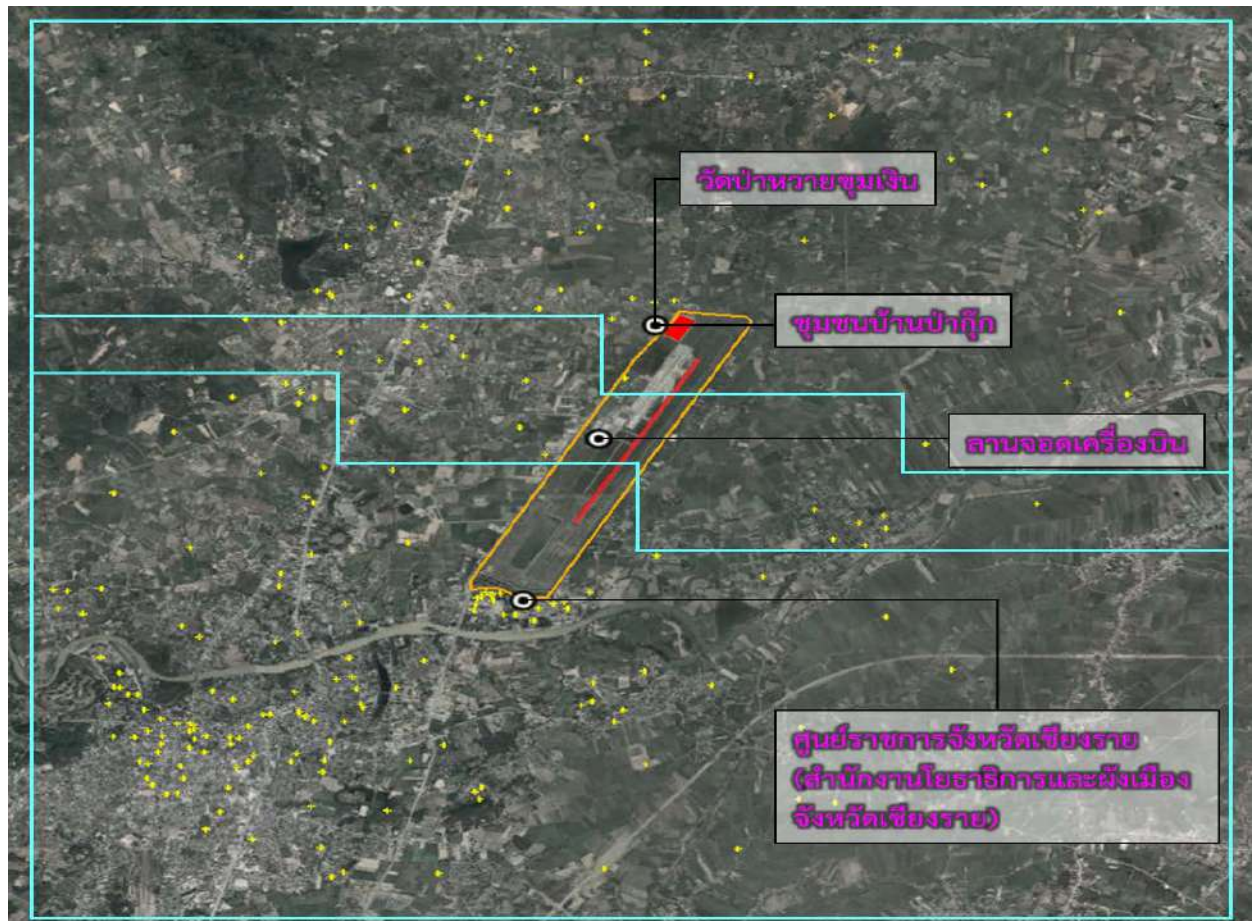 วัดป่าหวายขุมเงิน
ชุมชนบ้านป่ากุ๊ก
ลานจอดเครื่องบิน
ศูนย์ราชการจังหวัดเชียงราย
(สำนักงานโยธาธิการและผังเมือง
จังหวัดเชียงราย)